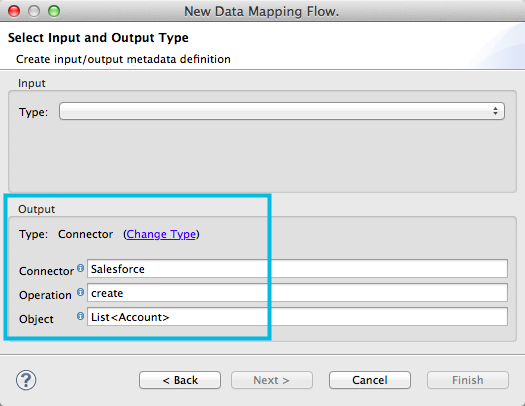 New Data Mapping Flow.
Select Input and Output Type
Create input/output metadata definition
Input
Type:
Output
Type: Connector (Change Type)
Connector Salesforce
Operation create
Object List<Account>
? < Back Next > Cancel Finish